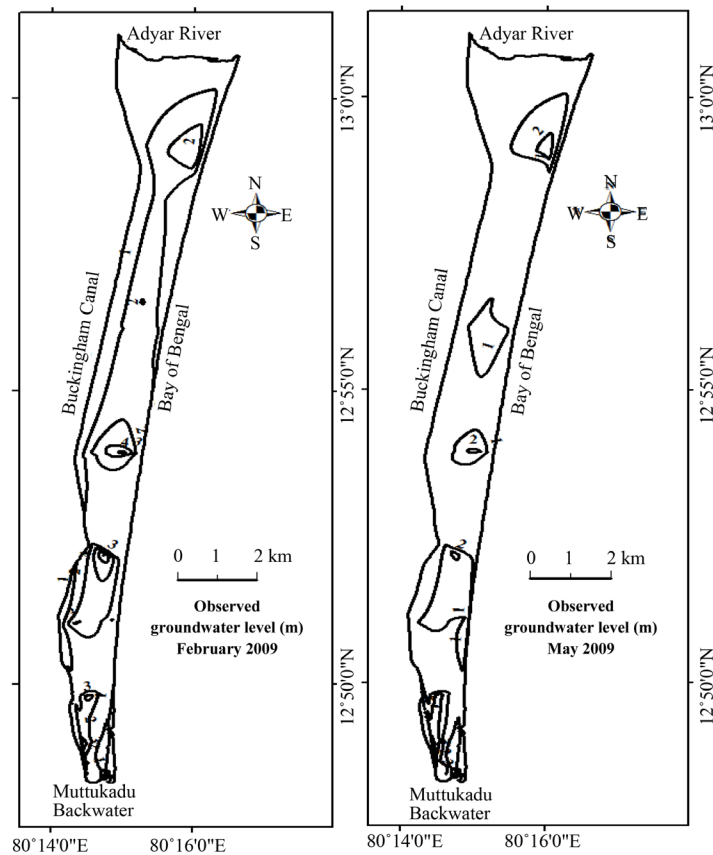 Adyar River
13°0'0"N
2
N
W
E
S
1
Buckingham Canal
Bay of Bengal
12°55'0"N
4
3
3
0 1 2 km
1
Observed
groundwater level (m)
February 2009
12°50'0"N
3
Muttukadu
Backwater
80°14'0"E 80°16'0"E
Adyar River
13°0'0"N
2
N
W
E
S
Buckingham Canal
Bay of Bengal
1
12°55'0"N
2
2
0 1 2 km
Observed
groundwater level (m)
May 2009
1
12°50'0"N
Muttukadu
Backwater
80°14'0"E 80°16'0"E